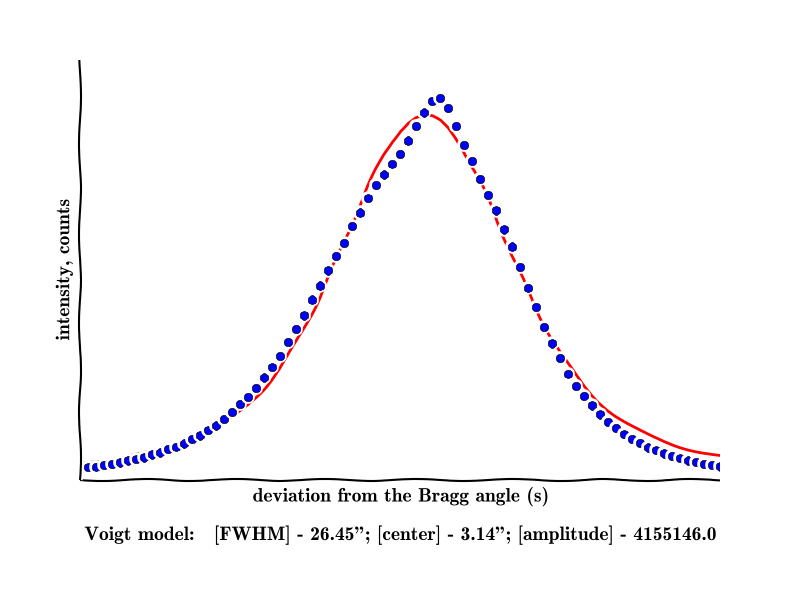 intensity, counts
deviation from the Bragg angle (s)
Voigt model: [FWHM] - 26.45”; [center] - 3.14”; [amplitude] - 4155146.0